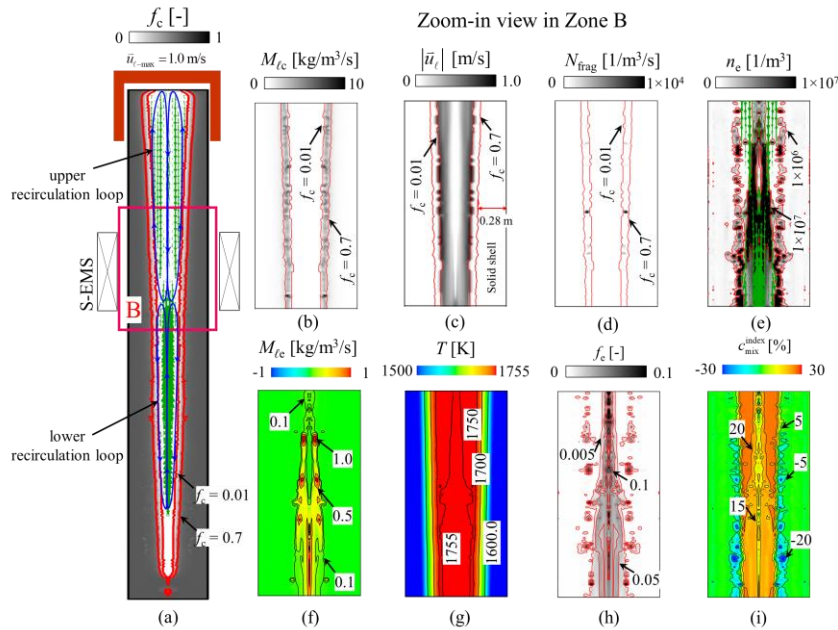 Zoom-in view in Zone B
f_c [-]
0 1
ū_ℓ-max = 1.0 m/s
upper
recirculation loop
S-EMS
B
lower
recirculation loop
f_c = 0.01
f_c = 0.7
(a)
M_ℓc [kg/m³/s]
0 10
f_c = 0.01
f_c = 0.7
(b)
|ū_ℓ| [m/s]
0 1.0
f_c = 0.01
f_c = 0.7
0.28 m
Solid shell
(c)
N_frag [1/m³/s]
0 1×10⁴
f_c = 0.01
f_c = 0.7
(d)
n_e [1/m³]
0 1×10⁷
1×10⁶
1×10⁷
(e)
M_ℓe [kg/m³/s]
-1 1
0.1
1.0
0.5
0.1
(f)
T [K]
1500 1755
1750
1700
1755
1600.0
(g)
f_e [-]
0 0.1
0.005
0.1
0.05
(h)
c_mix^index [%]
-30 30
20
5
-5
15
-20
(i)